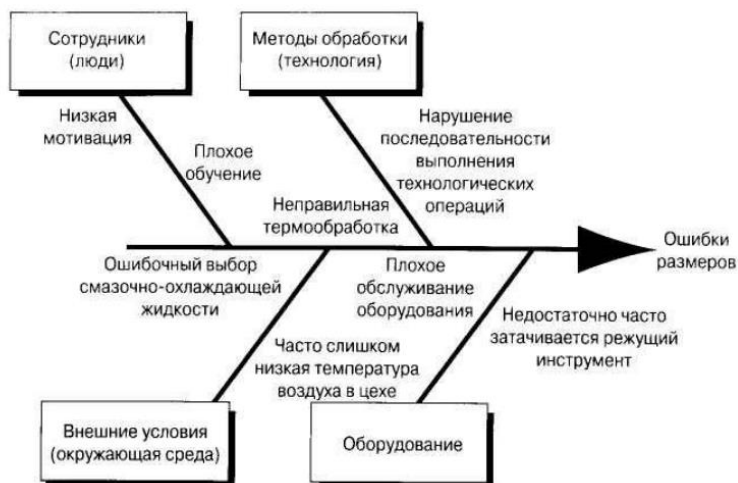 Сотрудники
(люди)
Методы обработки
(технология)
Низкая
мотивация
Плохое
обучение
Нарушение
последовательности
выполнения
технологических
операций
Неправильная
термообработка
Ошибки
размеров
Ошибочный выбор
смазочно-охлаждающей
жидкости
Плохое
обслуживание
оборудования
Недостаточно часто
затачивается режущий
инструмент
Часто слишком
низкая температура
воздуха в цехе
Внешние условия
(окружающая среда)
Оборудование